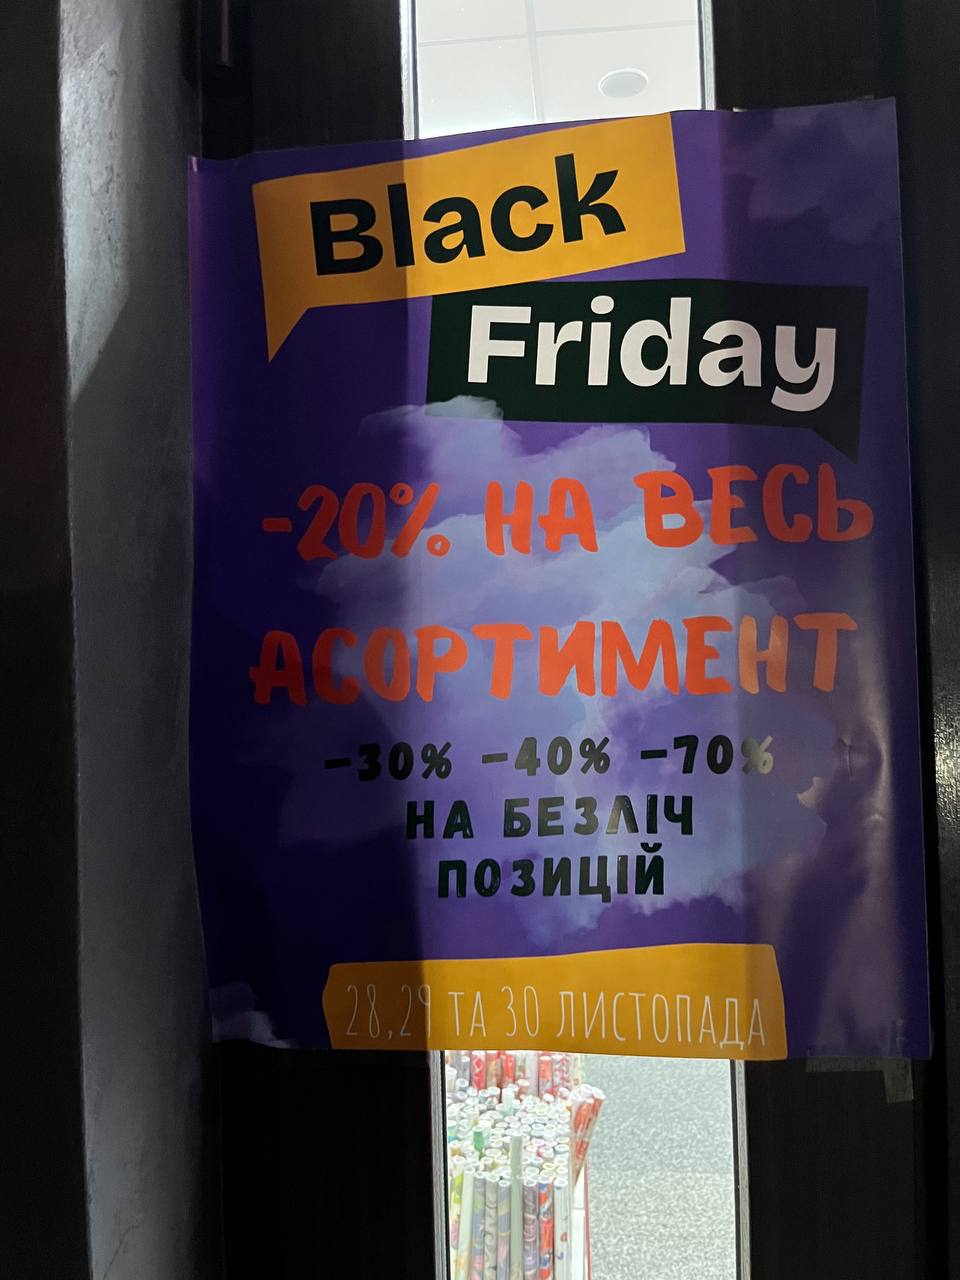 Black
Friday
-20% НА ВЕСЬ
АСОРТИМЕНТ
-30% -40% -70%
НА БЕЗЛІЧ
ПОЗИЦІЙ
28,29 ТА 30 ЛИСТОПАДА